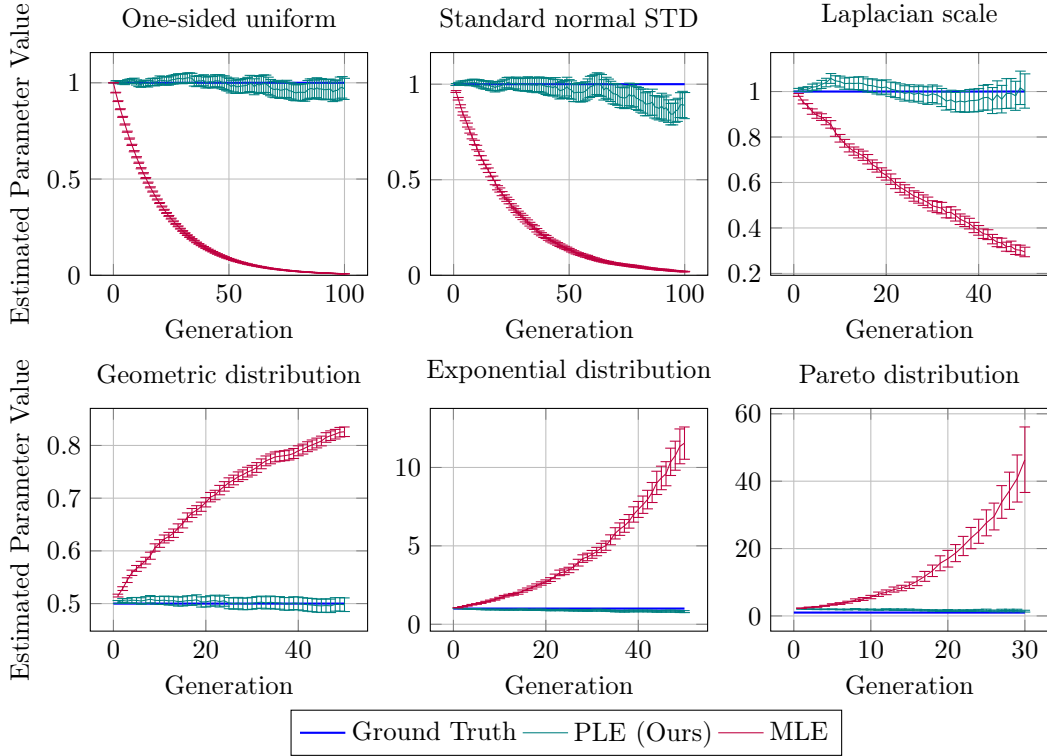 One-sided uniform
Standard normal STD
Laplacian scale
Estimated Parameter Value
1
0.5
0
0
50
100
Generation
1
0.5
0
0
50
100
Generation
1
0.8
0.6
0.4
0.2
0
20
40
Generation
Geometric distribution
Exponential distribution
Pareto distribution
Estimated Parameter Value
0.8
0.7
0.6
0.5
0
20
40
Generation
10
5
0
0
20
40
Generation
60
40
20
0
0
10
20
30
Generation
Ground Truth PLE (Ours) MLE